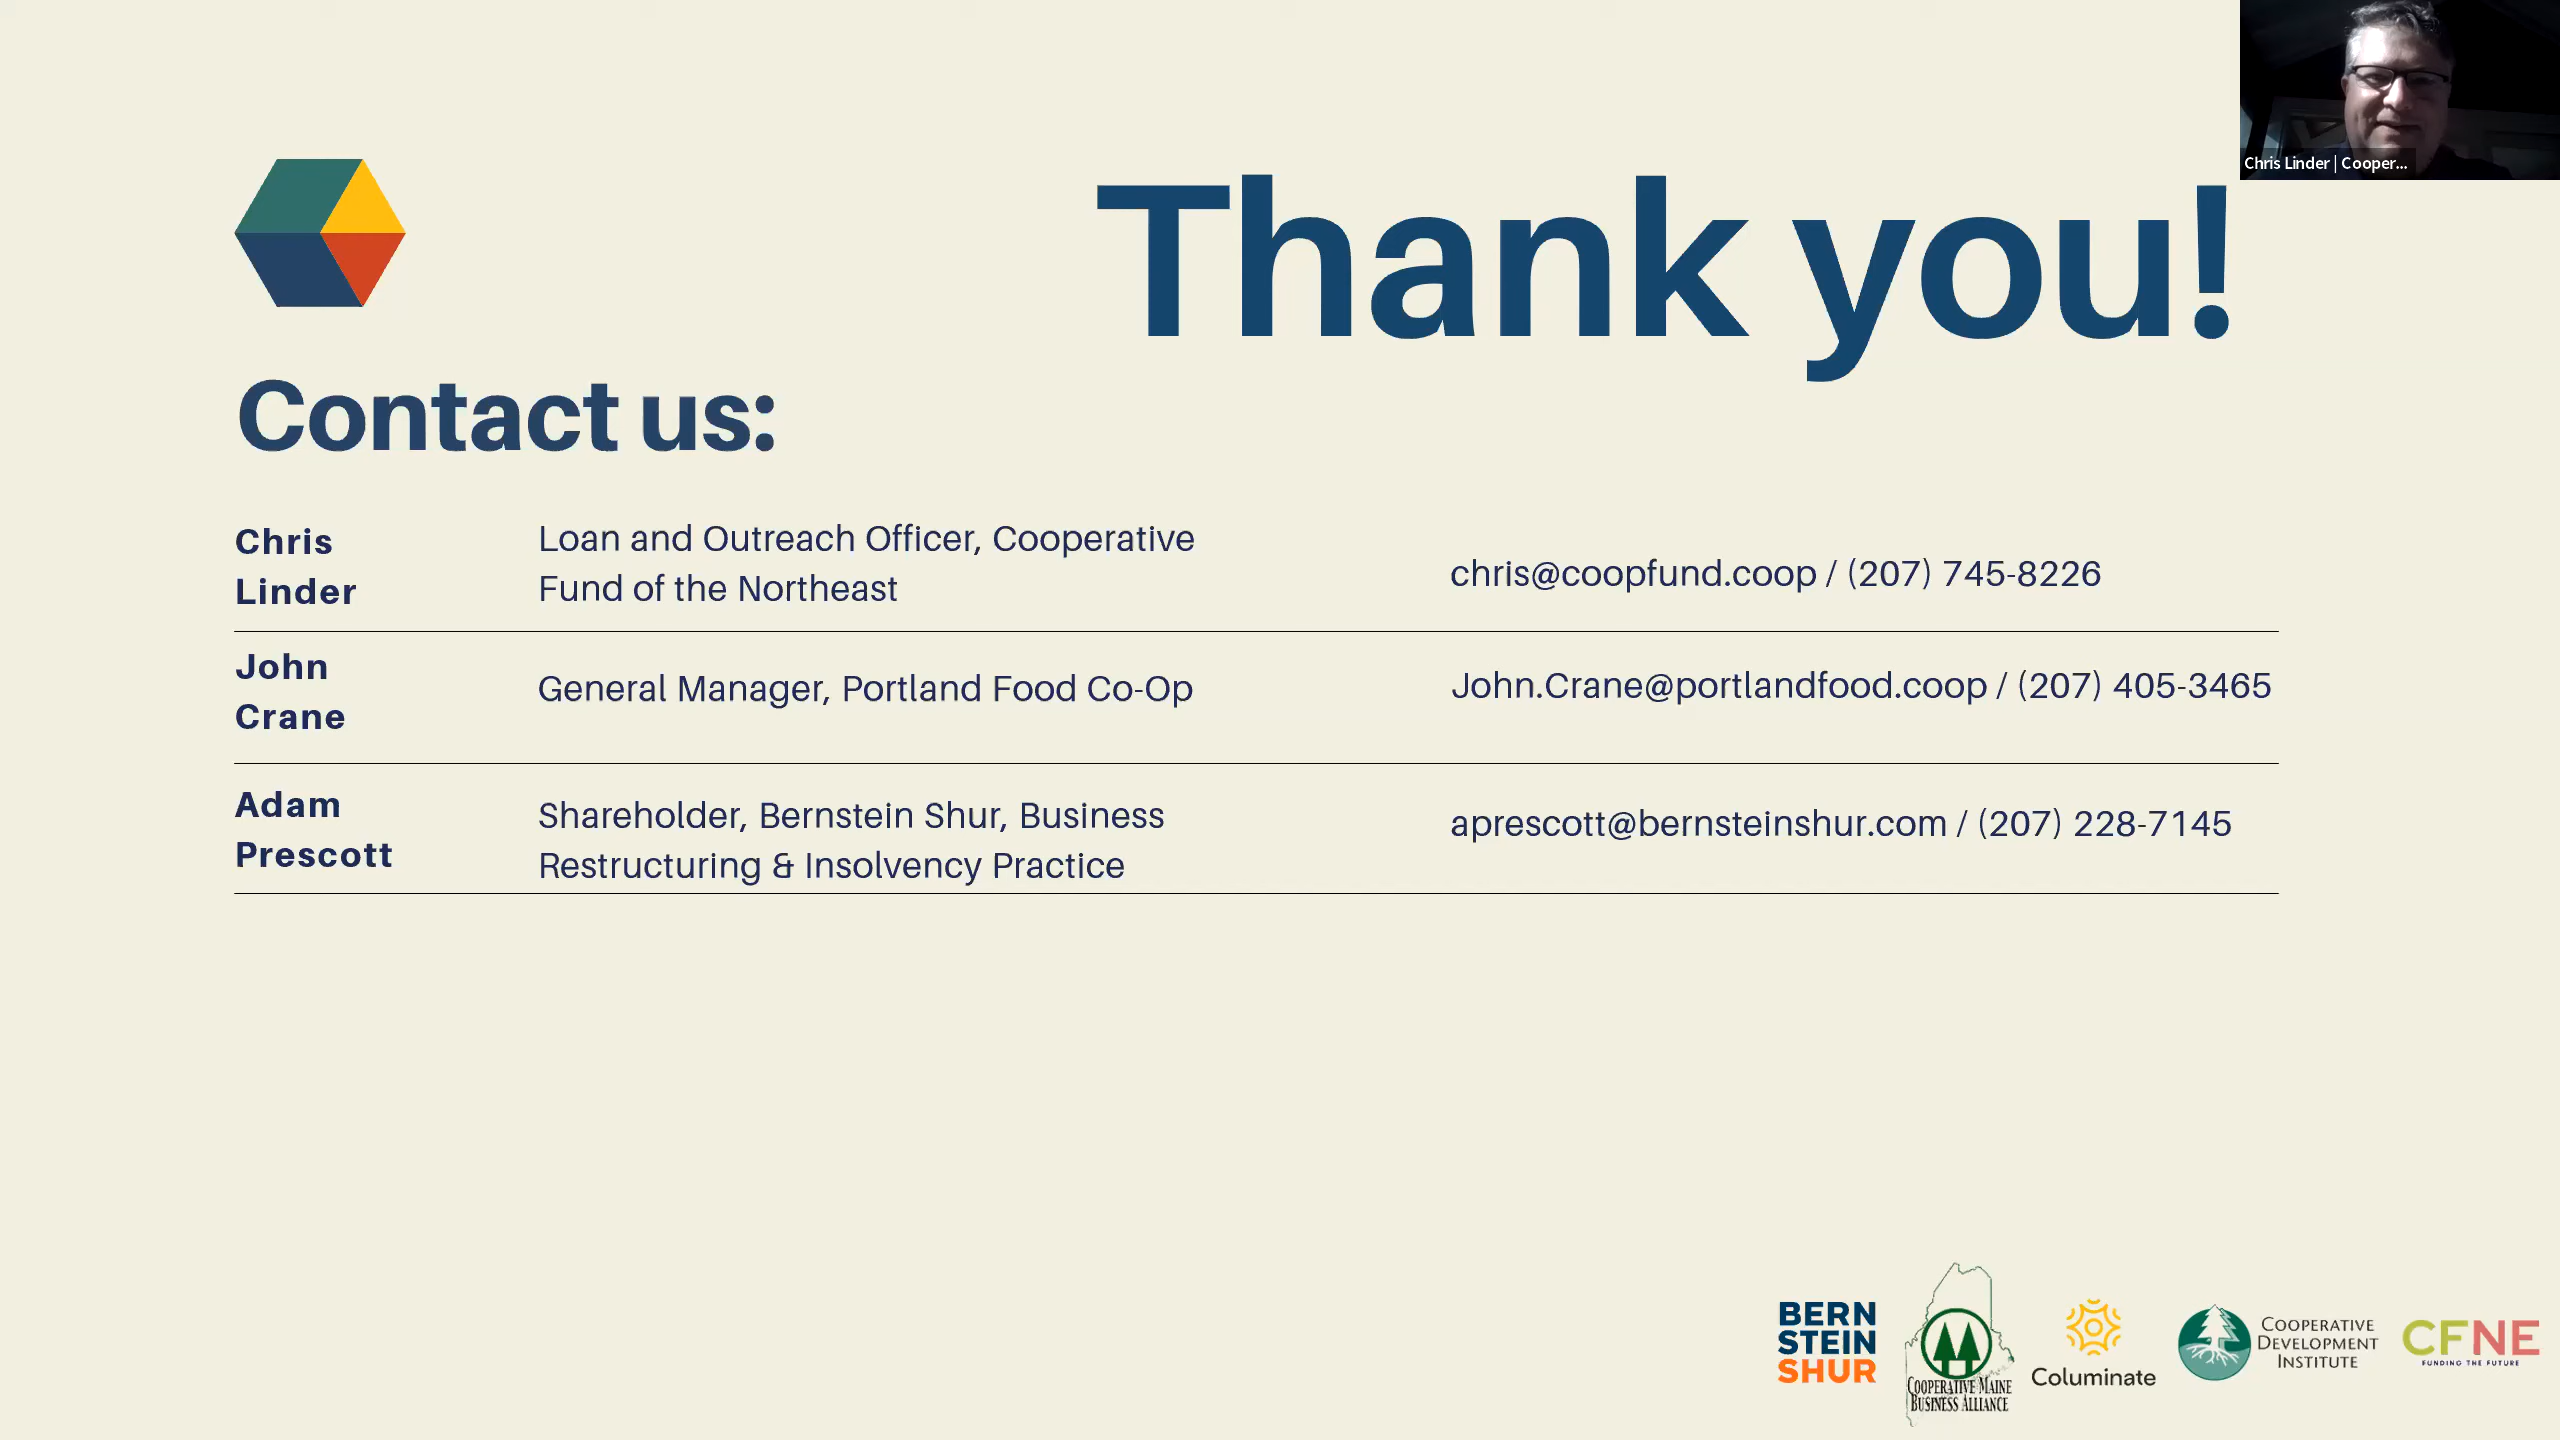 Chris Linder | Cooper...
Thank you!
Contact us:
Chris
Linder
Loan and Outreach Officer, Cooperative
Fund of the Northeast
chris@coopfund.coop / (207) 745-8226
John
Crane
General Manager, Portland Food Co-Op
John.Crane@portlandfood.coop / (207) 405-3465
Adam
Prescott
Shareholder, Bernstein Shur, Business
Restructuring & Insolvency Practice
aprescott@bernsteinshur.com / (207) 228-7145
BERN
STEIN
SHUR
COOPERATIVE MAINE
BUSINESS ALLIANCE
Columinate
COOPERATIVE
DEVELOPMENT
INSTITUTE
CFNE
FUNDING THE FUTURE